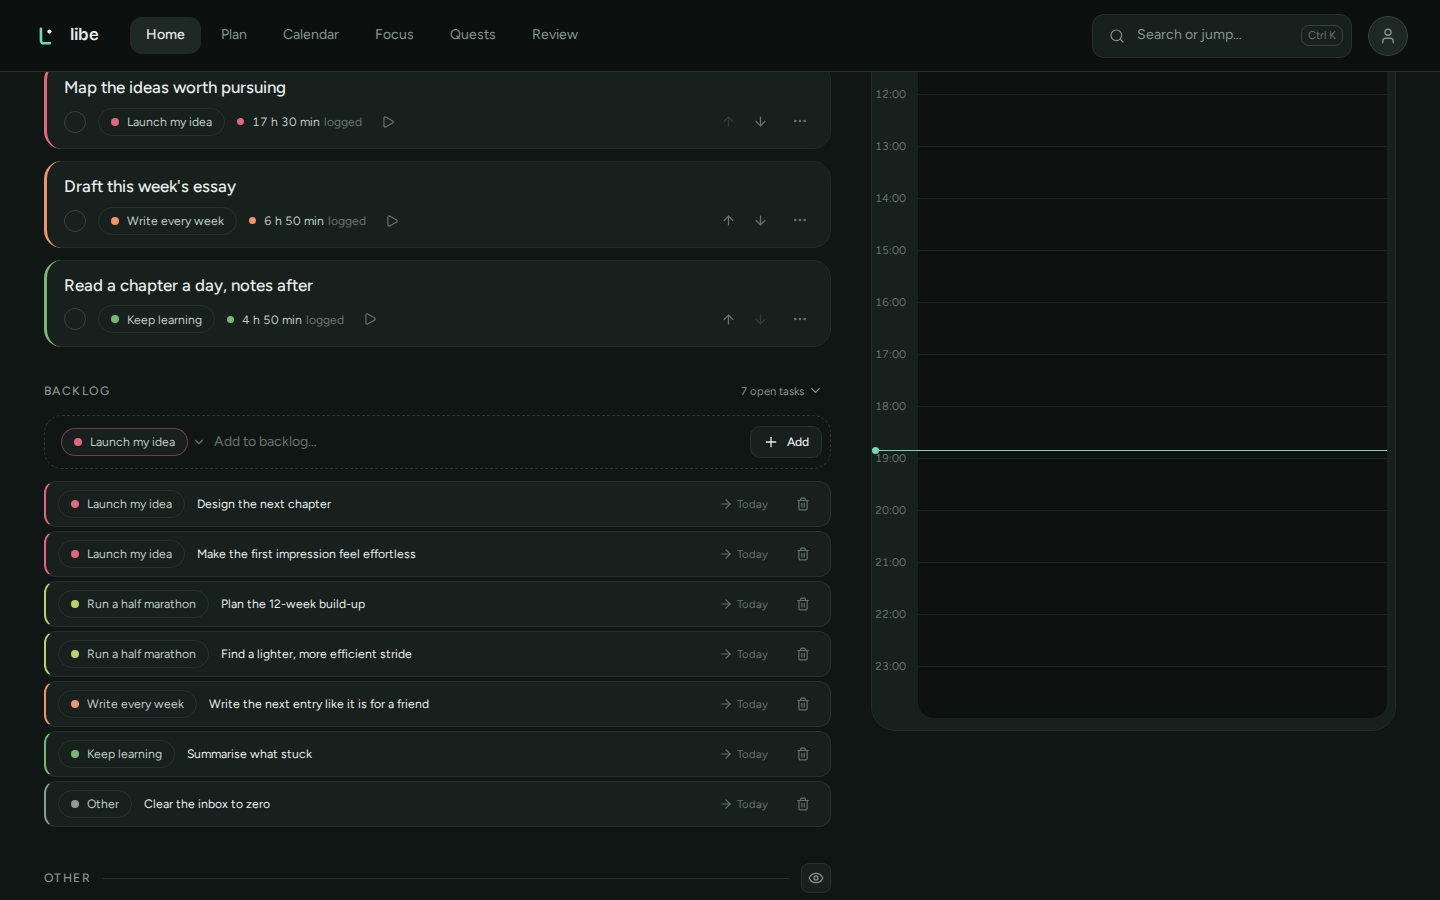 libe
Home
Plan
Calendar
Focus
Quests
Review
Search or jump...
Ctrl K
Map the ideas worth pursuing
Launch my idea
17 h 30 min logged
Draft this week's essay
Write every week
6 h 50 min logged
Read a chapter a day, notes after
Keep learning
4 h 50 min logged
BACKLOG
7 open tasks
Launch my idea
Add to backlog...
Add
Launch my idea
Design the next chapter
Today
Launch my idea
Make the first impression feel effortless
Today
Run a half marathon
Plan the 12-week build-up
Today
Run a half marathon
Find a lighter, more efficient stride
Today
Write every week
Write the next entry like it is for a friend
Today
Keep learning
Summarise what stuck
Today
Other
Clear the inbox to zero
Today
OTHER
12:00
13:00
14:00
15:00
16:00
17:00
18:00
19:00
20:00
21:00
22:00
23:00